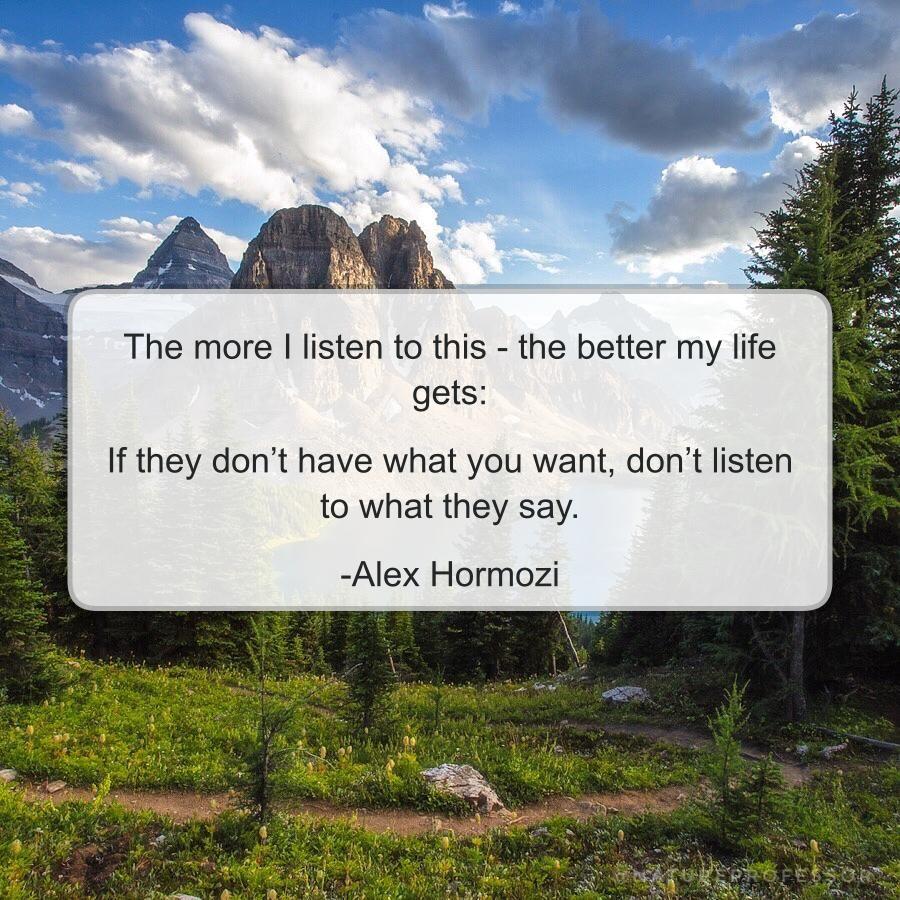 The more I listen to this - the better my life
gets:
If they don’t have what you want, don’t listen
to what they say.
-Alex Hormozi
@NATUREPROFESSOR